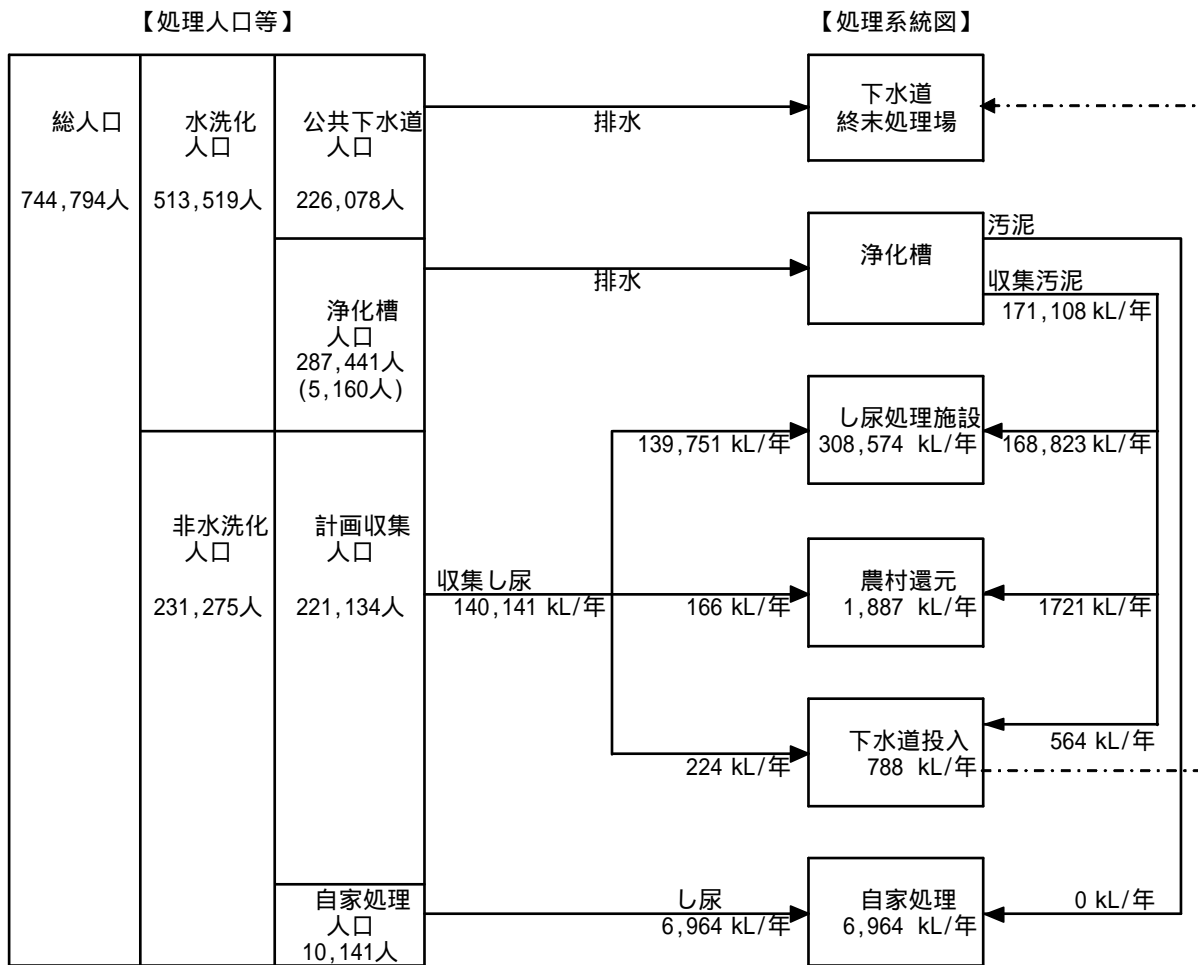 【処理人口等】
【処理系統図】
総人口
744,794人
水洗化
人口
513,519人
公共下水道
人口
226,078人
排水
下水道
終末処理場
浄化槽
人口
287,441人
(5,160人)
排水
浄化槽
汚泥
収集汚泥
171,108 kL/年
非水洗化
人口
231,275人
計画収集
人口
221,134人
収集し尿
140,141 kL/年
139,751 kL/年
し尿処理施設
308,574 kL/年
168,823 kL/年
166 kL/年
農村還元
1,887 kL/年
1721 kL/年
224 kL/年
下水道投入
788 kL/年
564 kL/年
自家処理
人口
10,141人
し尿
6,964 kL/年
自家処理
6,964 kL/年
0 kL/年